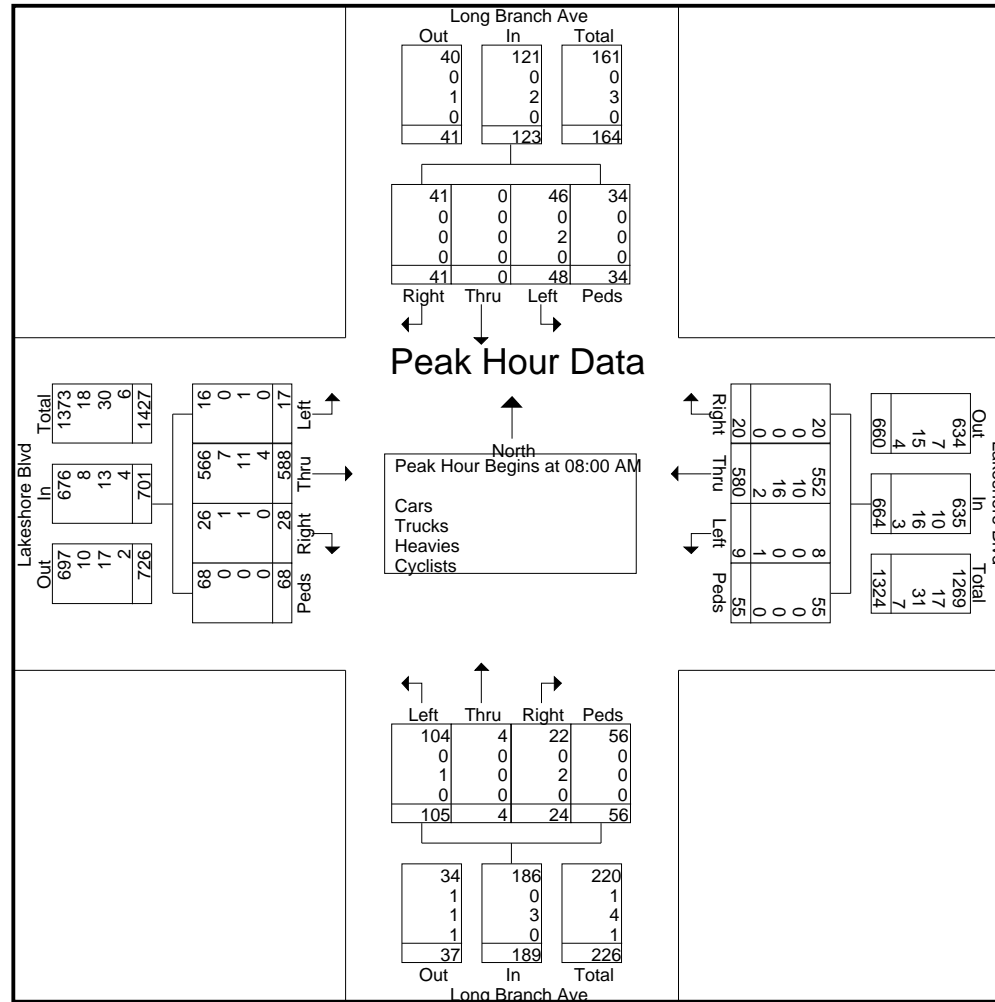 Long Branch Ave
Out In Total
40 121 161
0 0 0
1 2 3
0 0 0
41 123 164
41 0 46 34
0 0 0 0
0 0 2 0
0 0 0 0
41 0 48 34
Right Thru Left Peds
Peak Hour Data
North
Peak Hour Begins at 08:00 AM
Cars
Trucks
Heavies
Cyclists
Lakeshore Blvd
Total
1373 18 30 6 1427
In
676 8 13 4 701
Out
697 10 17 2 726
16 0 1 0 17 Left
566 7 11 4 588 Thru
26 1 1 0 28 Right
68 0 0 0 68 Peds
Right 20 0 0 0 20
Thru 552 10 16 2 580
Left 8 0 0 1 9
Peds 55 0 0 0 55
Out
634 7 15 4 660
In
635 10 16 3 664
Total
1269 17 31 7 1324
Lakeshore Blvd
Left Thru Right Peds
104 4 22 56
0 0 0 0
1 0 2 0
0 0 0 0
105 4 24 56
34 186 220
1 0 1
1 3 4
1 0 1
37 189 226
Out In Total
Long Branch Ave